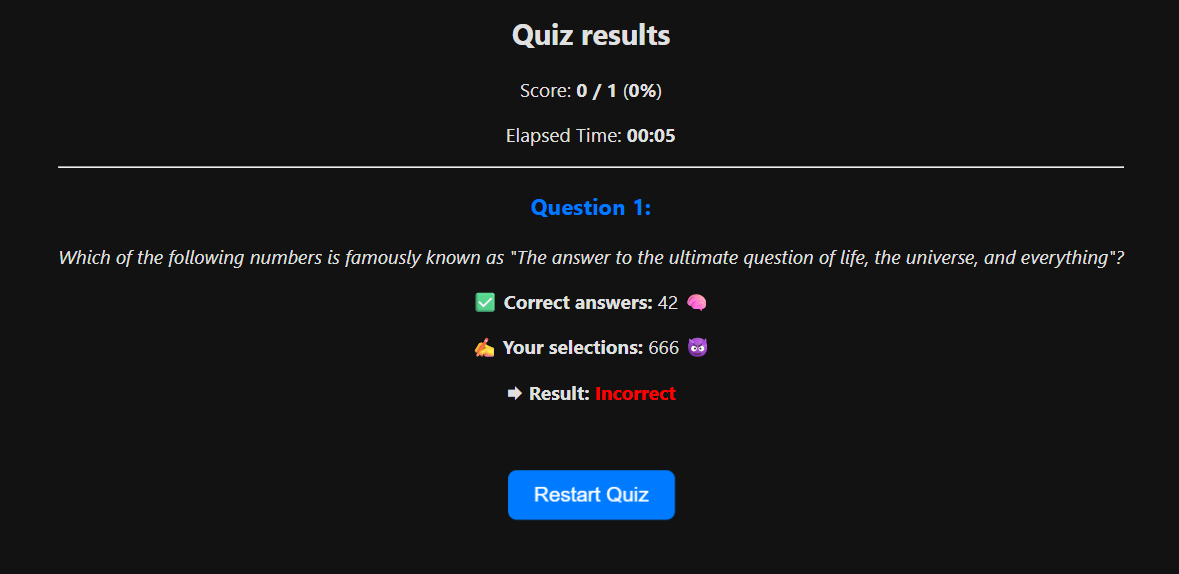 Quiz results
Score: 0 / 1 (0%)
Elapsed Time: 00:05
Question 1:
Which of the following numbers is famously known as "The answer to the ultimate question of life, the universe, and everything"?
✅ Correct answers: 42 🧠
✍️ Your selections: 666 😈
➡ Result: Incorrect
Restart Quiz